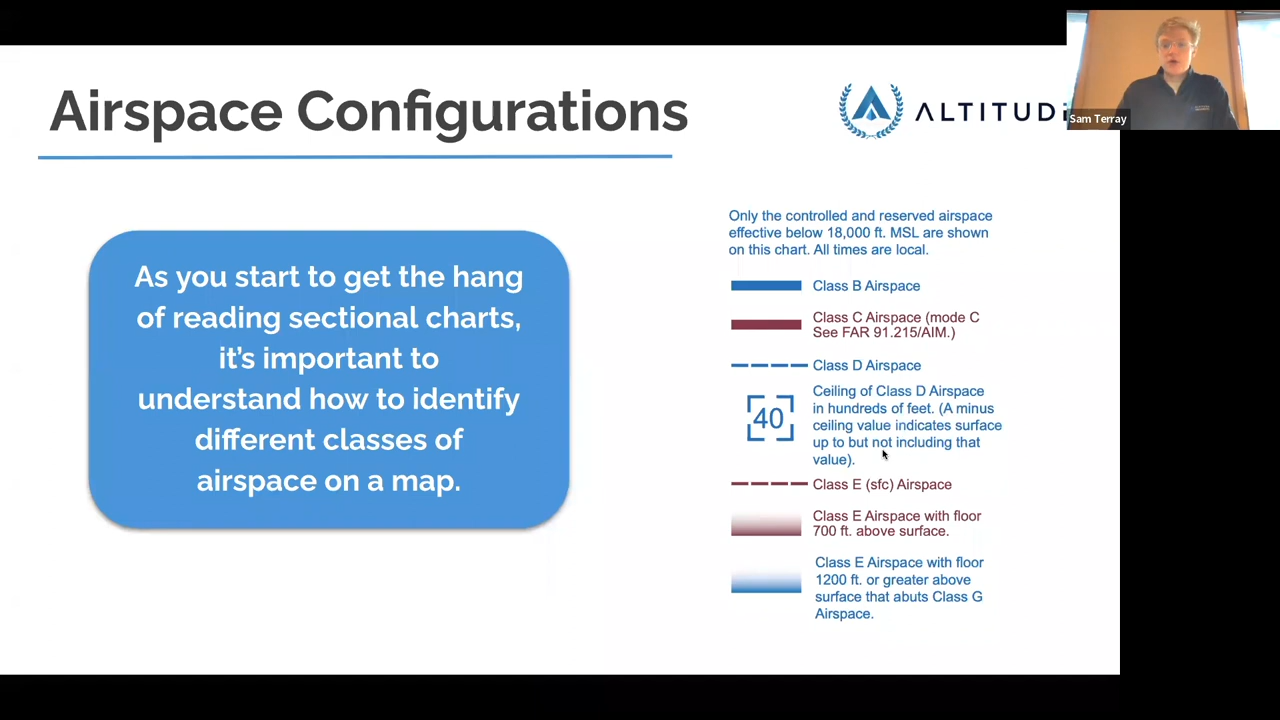 Airspace Configurations
ALTITUD
Sam Terray
As you start to get the hang
of reading sectional charts,
it's important to
understand how to identify
different classes of
airspace on a map.
Only the controlled and reserved airspace
effective below 18,000 ft. MSL are shown
on this chart. All times are local.
Class B Airspace
Class C Airspace (mode C
See FAR 91.215/AIM.)
Class D Airspace
40
Ceiling of Class D Airspace
in hundreds of feet. (A minus
ceiling value indicates surface
up to but not including that
value).
Class E (sfc) Airspace
Class E Airspace with floor
700 ft. above surface.
Class E Airspace with floor
1200 ft. or greater above
surface that abuts Class G
Airspace.